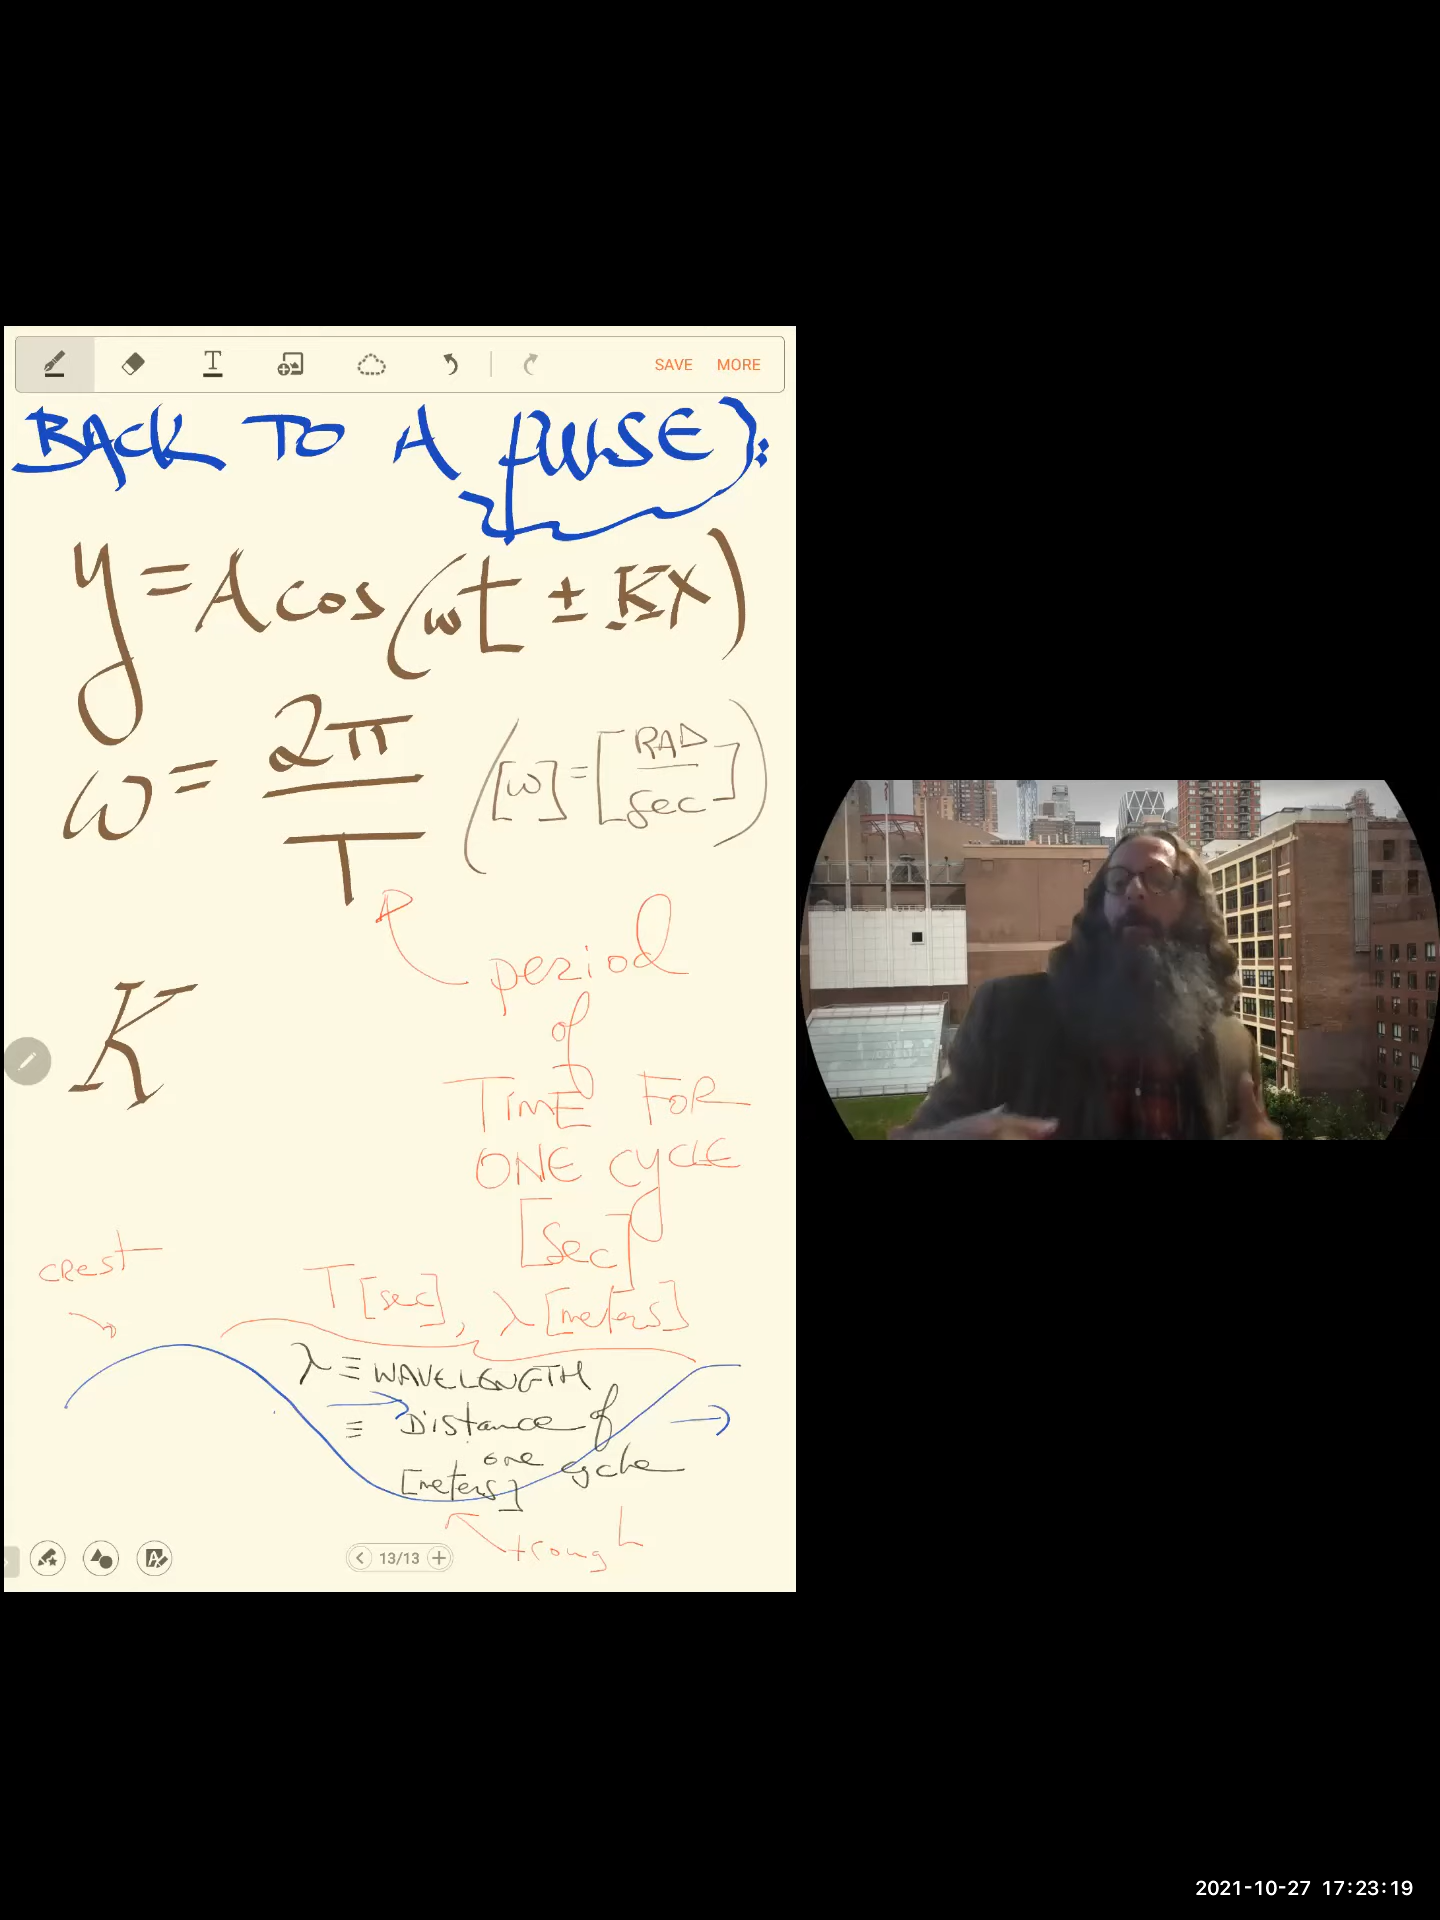 SAVE MORE
BACK TO A {PULSE}:
y = A cos(ωt ± Kx)
ω = 2π/T ([ω] = [RAD/sec])
period
of
TIME FOR
ONE CYCLE
[sec]
K
crest
T [sec], λ [meters]
λ ≡ WAVELENGTH
≡ Distance of
one cycle
[meters]
trough
13/13
2021-10-27 17:23:19